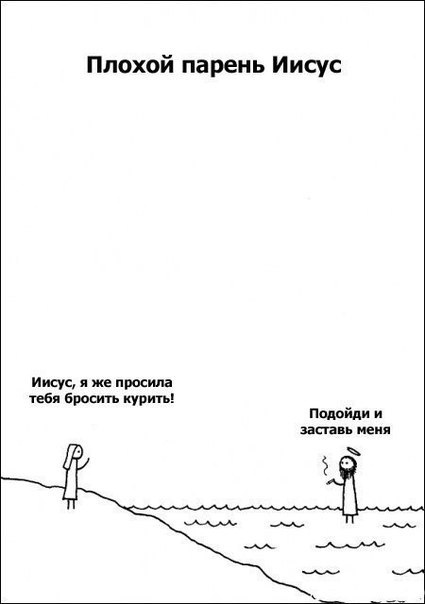 Плохой парень Иисус
Иисус, я же просила
тебя бросить курить!
Подойди и
заставь меня